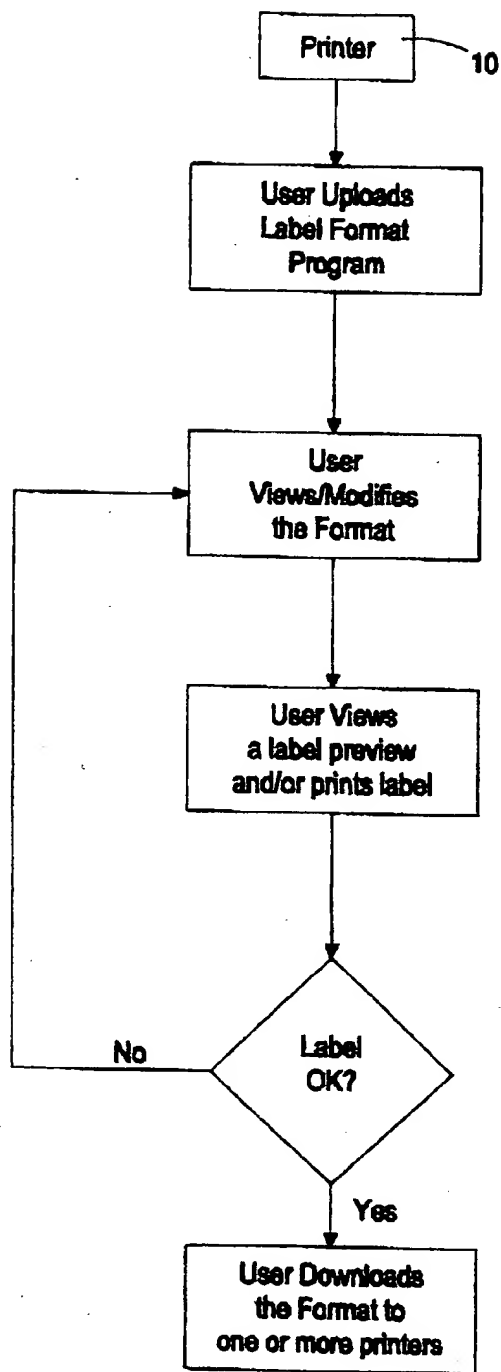 Printer
10
User Uploads
Label Format
Program
User
Views/Modifies
the Format
User Views
a label preview
and/or prints label
Label
OK?
No
Yes
User Downloads
the Format to
one or more printers